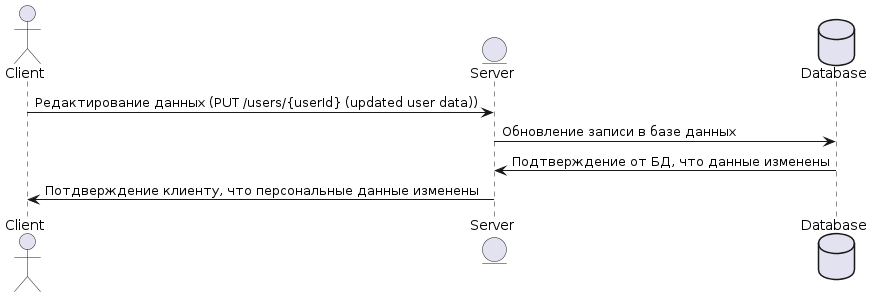 Client
Server
Database
Редактирование данных (PUT /users/{userId} (updated user data))
Обновление записи в базе данных
Подтверждение от БД, что данные изменены
Потдверждение клиенту, что персональные данные изменены
Client
Server
Database